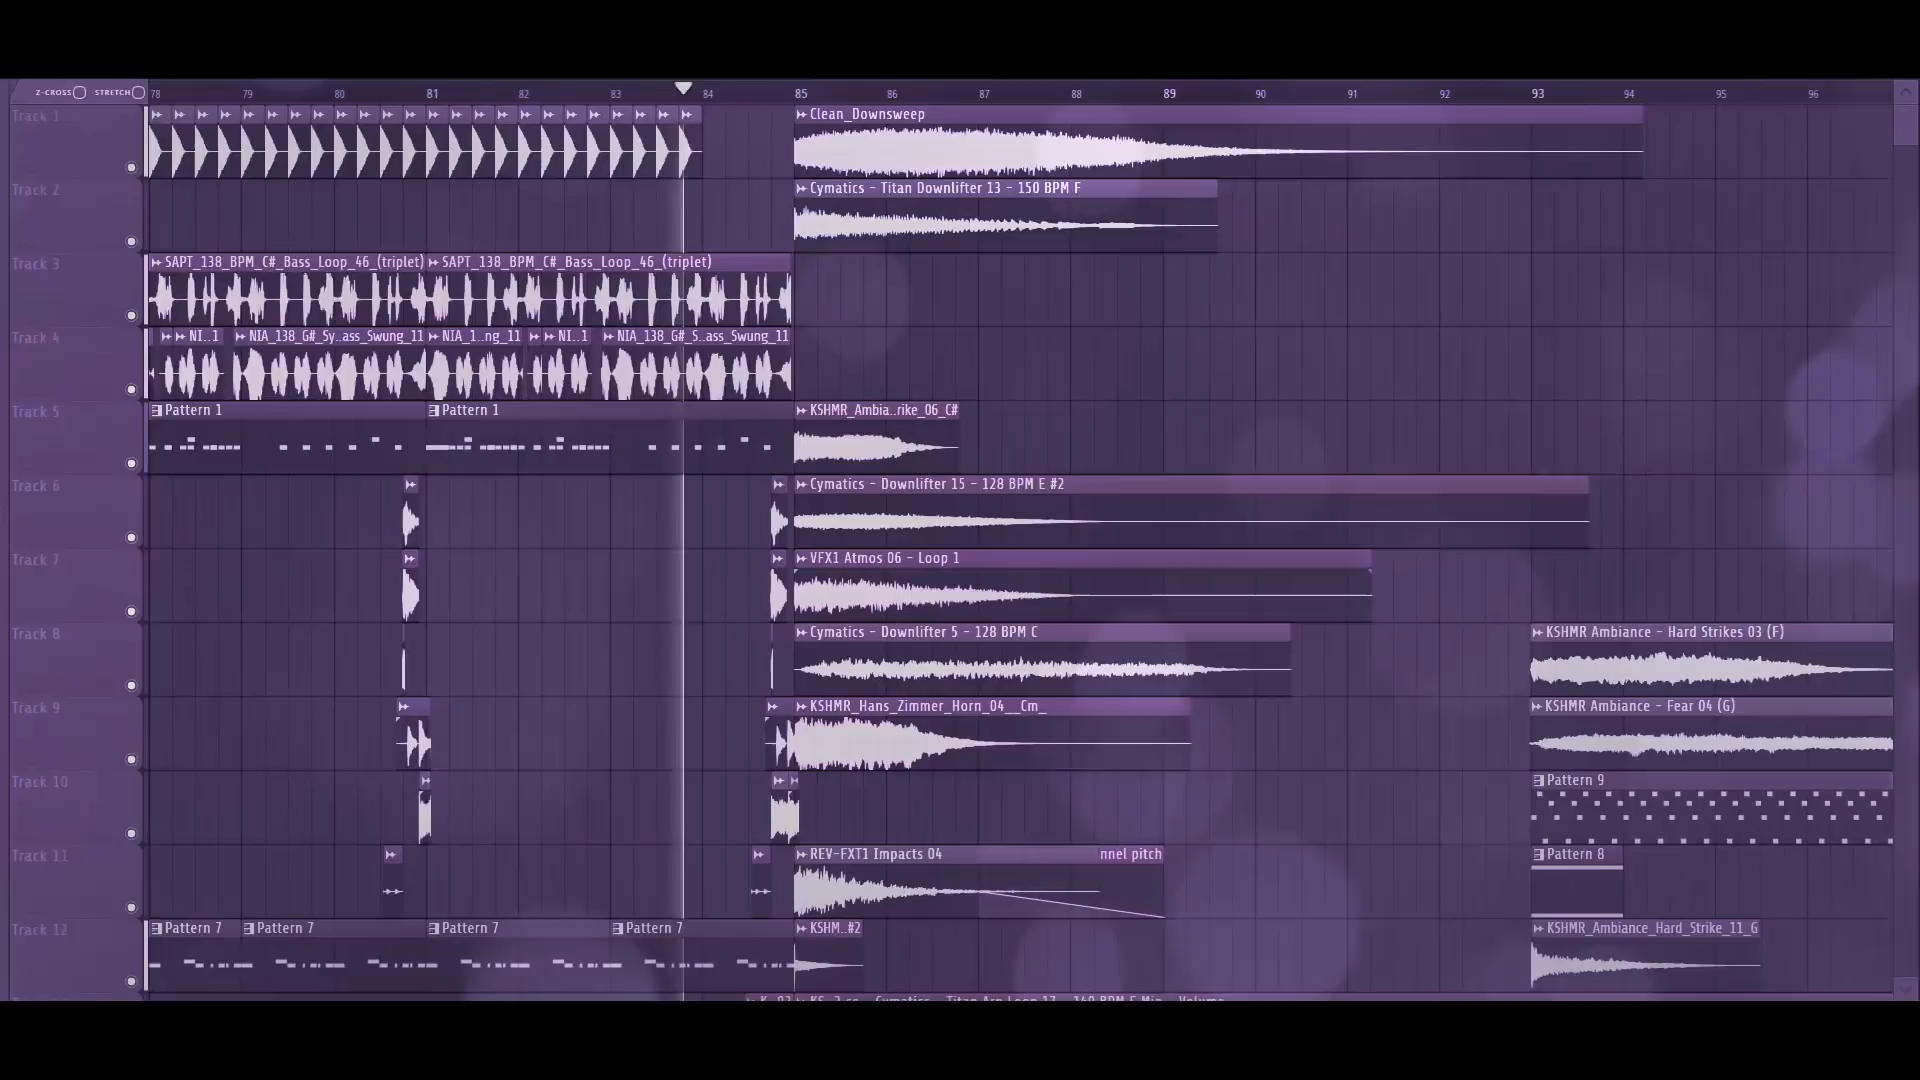 Z-CROSS STRETCH 78 79 80 81 82 83 84 85 86 87 88 89 90 91 92 93 94 95 96
Track 1 Clean_Downsweep
Track 2 Cymatics - Titan Downlifter 13 - 150 BPM F
Track 3 SAPT_138_BPM_C#_Bass_Loop_46_(triplet) SAPT_138_BPM_C#_Bass_Loop_46_(triplet)
Track 4 NI..1 NIA_138_G#_Sy..ass_Swung_11 NIA_1..ng_11 NI..1 NIA_138_G#_S..ass_Swung_11
Track 5 Pattern 1 Pattern 1 KSHMR_Ambia..rike_06_C#
Track 6 Cymatics - Downlifter 15 - 128 BPM E #2
Track 7 VFX1 Atmos 06 - Loop 1
Track 8 Cymatics - Downlifter 5 - 128 BPM C KSHMR Ambiance - Hard Strikes 03 (F)
Track 9 KSHMR_Hans_Zimmer_Horn_04__Cm_ KSHMR Ambiance - Fear 04 (G)
Track 10 Pattern 9
Track 11 REV-FXT1 Impacts 04 nnel pitch Pattern 8
Track 12 Pattern 7 Pattern 7 Pattern 7 Pattern 7 KSHM..#2 KSHMR_Ambiance_Hard_Strike_11_G